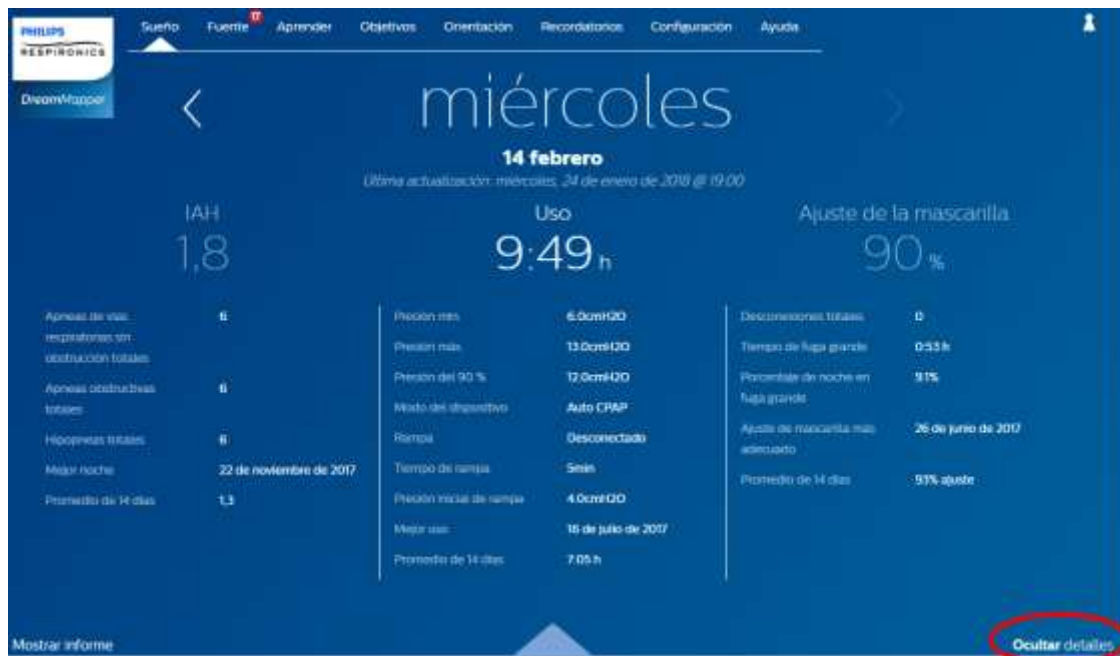 PHILIPS
RESPIRONICS
DreamMapper
Sueño Fuente 17 Aprender Objetivos Orientación Recordatorios Configuración Ayuda
miércoles
14 febrero
Última actualización: miércoles, 24 de enero de 2018 @ 19:00
IAH
1,8
Uso
9:49 h
Ajuste de la mascarilla
90 %
Apneas de vías
respiratorias sin
obstrucción totales
6
Apneas obstructivas
totales
6
Hipopneas totales 6
Mejor noche 22 de noviembre de 2017
Promedio de 14 días 1,3
Presión mín. 6.0cmH2O
Presión máx. 13.0cmH2O
Presión del 90 % 12.0cmH2O
Modo del dispositivo Auto CPAP
Rampa Desconectado
Tiempo de rampa 5min
Presión inicial de rampa 4.0cmH2O
Mejor uso 16 de julio de 2017
Promedio de 14 días 7:05 h
Desconexiones totales 0
Tiempo de fuga grande 0:53 h
Porcentaje de noche en
fuga grande
9.1%
Ajuste de mascarilla más
adecuado
26 de junio de 2017
Promedio de 14 días 93% ajuste
Mostrar informe
Ocultar detalles